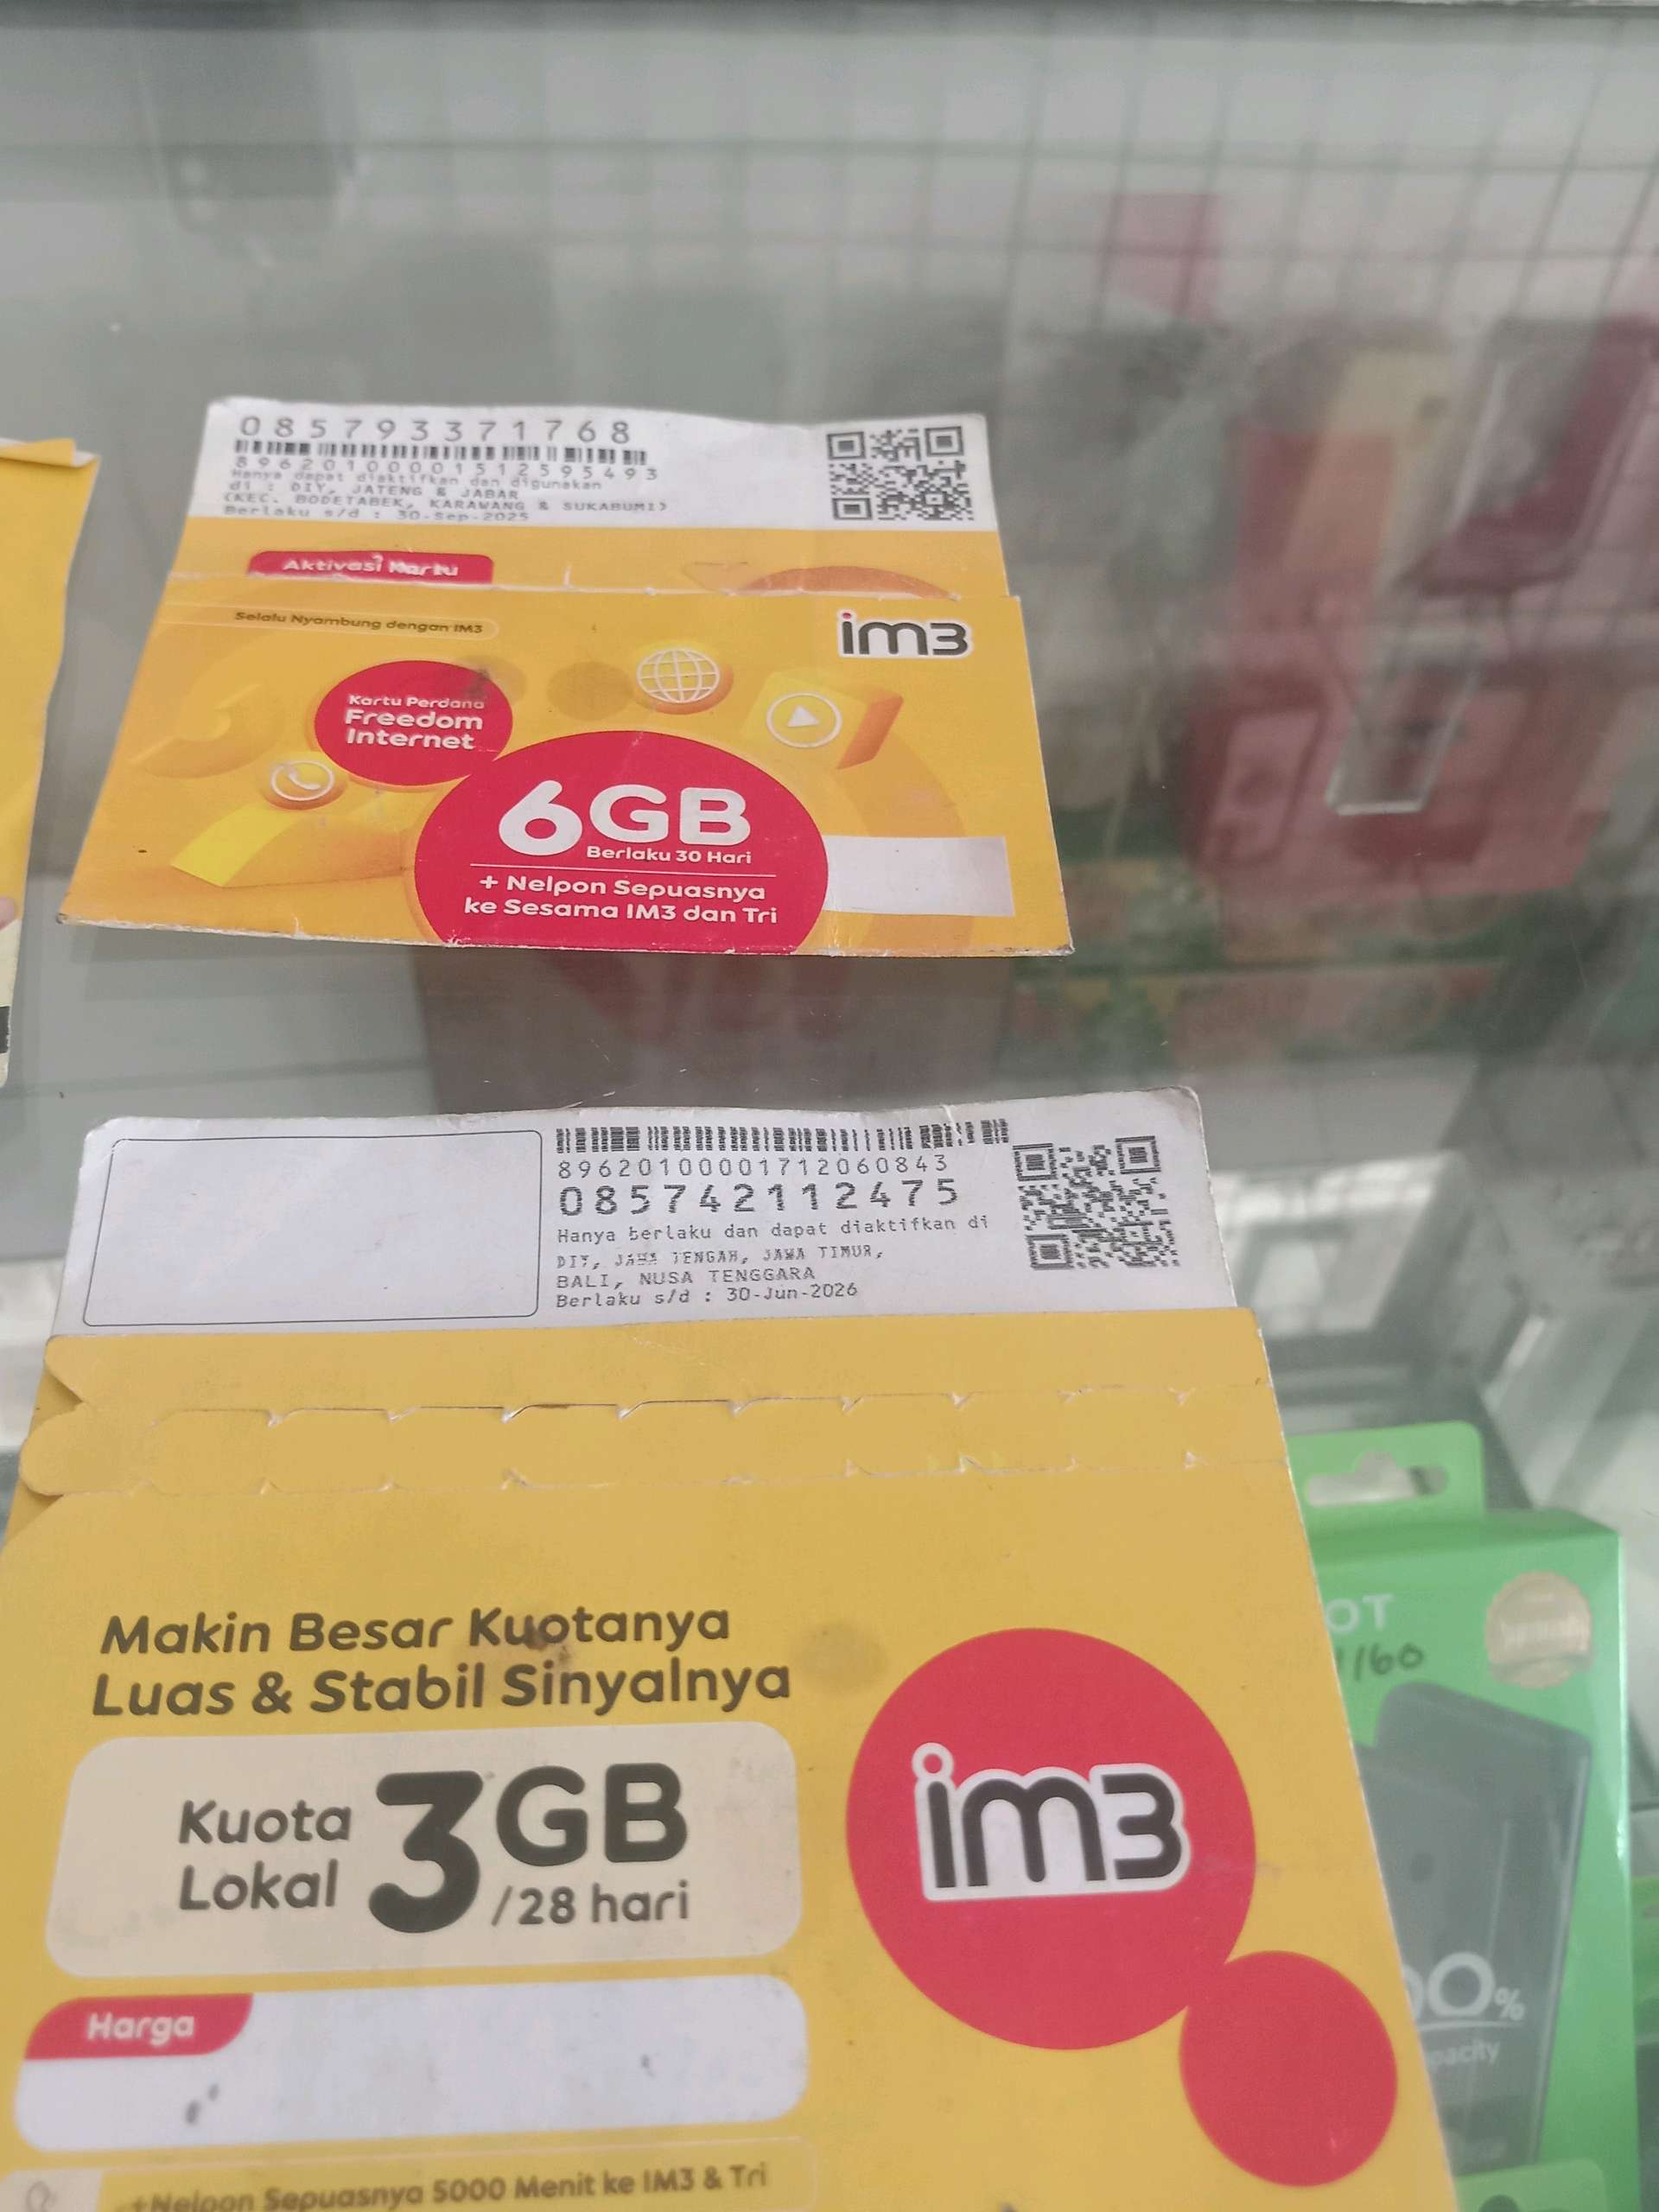 085793371768
89620100001512595493
Hanya dapat diaktifkan dan digunakan
di : DIY, JATENG & JABAR
(KEC. BODETABEK, KARAWANG & SUKABUMI)
Berlaku s/d : 30-Sep-2025
Aktivasi Kartu
Selalu Nyambung dengan IM3
im3
Kartu Perdana
Freedom
Internet
6GB
Berlaku 30 Hari
+ Nelpon Sepuasnya
ke Sesama IM3 dan Tri
89620100001712060843
085742112475
Hanya berlaku dan dapat diaktifkan di
DIY, JAWA TENGAH, JAWA TIMUR,
BALI, NUSA TENGGARA
Berlaku s/d : 30-Jun-2026
Makin Besar Kuotanya
Luas & Stabil Sinyalnya
Kuota
Lokal
3GB
/28 hari
im3
Harga
+Nelpon Sepuasnya 5000 Menit ke IM3 & Tri